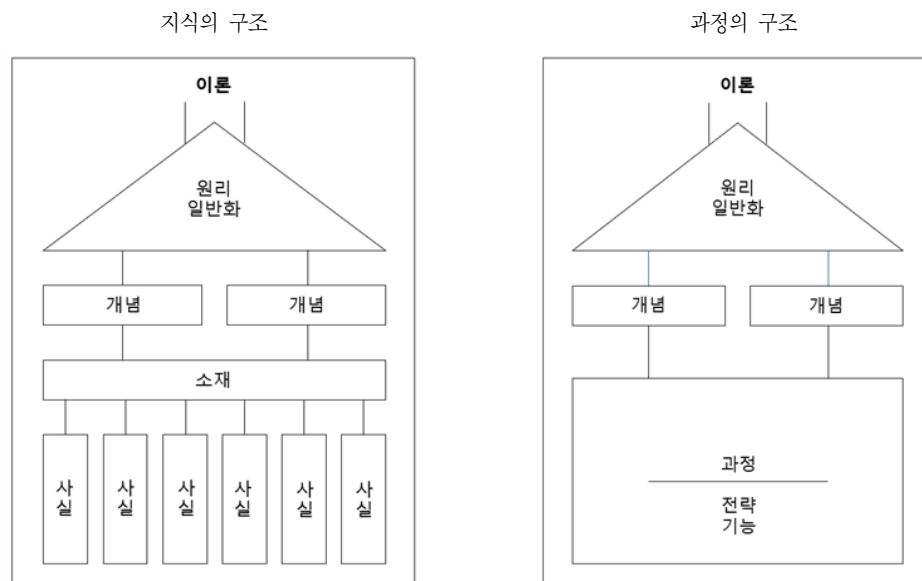 지식의 구조
이론
원리
일반화
개념
개념
소재
사실
사실
사실
사실
사실
사실
과정의 구조
이론
원리
일반화
개념
개념
과정
전략
기능